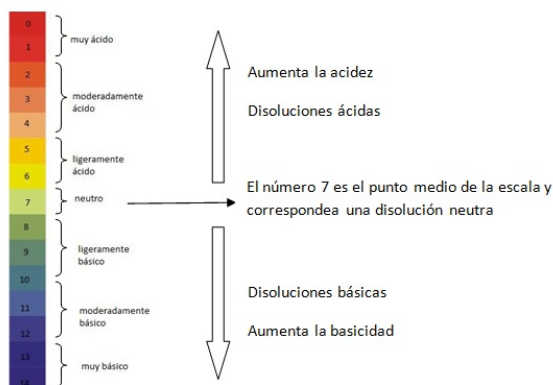 0
1
muy ácido
2
3
4
moderadamente
ácido
5
6
ligeramente
ácido
7
neutro
8
9
10
ligeramente
básico
11
12
moderadamente
básico
13
14
muy básico
Aumenta la acidez
Disoluciones ácidas
El número 7 es el punto medio de la escala y
correspondea una disolución neutra
Disoluciones básicas
Aumenta la basicidad